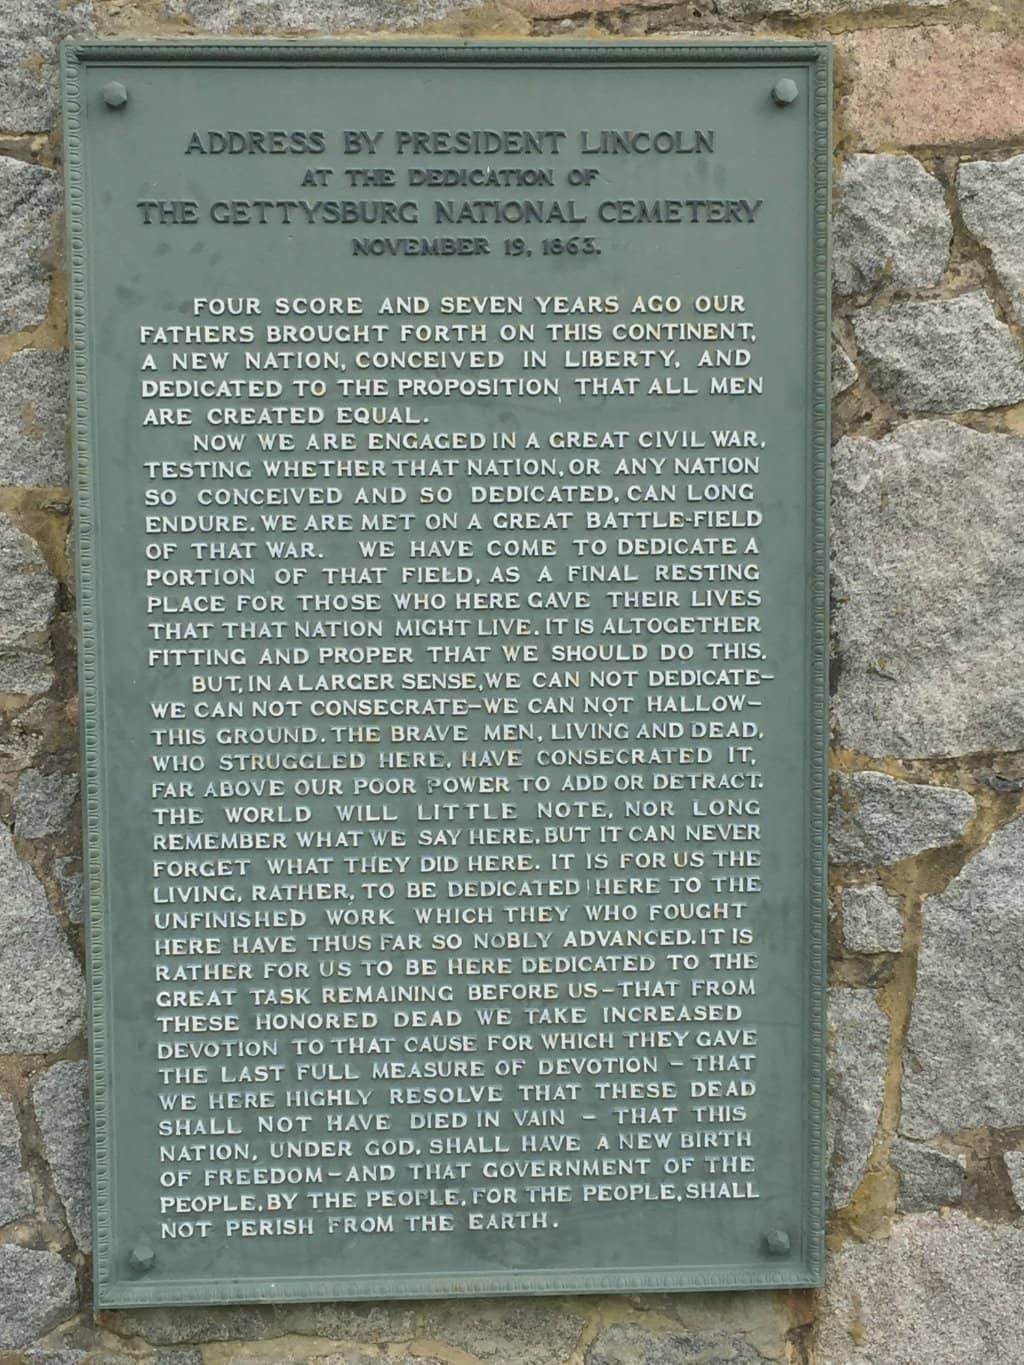 ADDRESS BY PRESIDENT LINCOLN
AT THE DEDICATION OF
THE GETTYSBURG NATIONAL CEMETERY
NOVEMBER 19, 1863.
FOUR SCORE AND SEVEN YEARS AGO OUR
FATHERS BROUGHT FORTH ON THIS CONTINENT,
A NEW NATION, CONCEIVED IN LIBERTY, AND
DEDICATED TO THE PROPOSITION THAT ALL MEN
ARE CREATED EQUAL.
NOW WE ARE ENGAGED IN A GREAT CIVIL WAR,
TESTING WHETHER THAT NATION, OR ANY NATION
SO CONCEIVED AND SO DEDICATED, CAN LONG
ENDURE. WE ARE MET ON A GREAT BATTLE-FIELD
OF THAT WAR. WE HAVE COME TO DEDICATE A
PORTION OF THAT FIELD, AS A FINAL RESTING
PLACE FOR THOSE WHO HERE GAVE THEIR LIVES
THAT THAT NATION MIGHT LIVE. IT IS ALTOGETHER
FITTING AND PROPER THAT WE SHOULD DO THIS.
BUT, IN A LARGER SENSE, WE CAN NOT DEDICATE—
WE CAN NOT CONSECRATE—WE CAN NOT HALLOW—
THIS GROUND. THE BRAVE MEN, LIVING AND DEAD,
WHO STRUGGLED HERE, HAVE CONSECRATED IT,
FAR ABOVE OUR POOR POWER TO ADD OR DETRACT.
THE WORLD WILL LITTLE NOTE, NOR LONG
REMEMBER WHAT WE SAY HERE, BUT IT CAN NEVER
FORGET WHAT THEY DID HERE. IT IS FOR US THE
LIVING, RATHER, TO BE DEDICATED HERE TO THE
UNFINISHED WORK WHICH THEY WHO FOUGHT
HERE HAVE THUS FAR SO NOBLY ADVANCED. IT IS
RATHER FOR US TO BE HERE DEDICATED TO THE
GREAT TASK REMAINING BEFORE US—THAT FROM
THESE HONORED DEAD WE TAKE INCREASED
DEVOTION TO THAT CAUSE FOR WHICH THEY GAVE
THE LAST FULL MEASURE OF DEVOTION — THAT
WE HERE HIGHLY RESOLVE THAT THESE DEAD
SHALL NOT HAVE DIED IN VAIN — THAT THIS
NATION, UNDER GOD, SHALL HAVE A NEW BIRTH
OF FREEDOM—AND THAT GOVERNMENT OF THE
PEOPLE, BY THE PEOPLE, FOR THE PEOPLE, SHALL
NOT PERISH FROM THE EARTH.